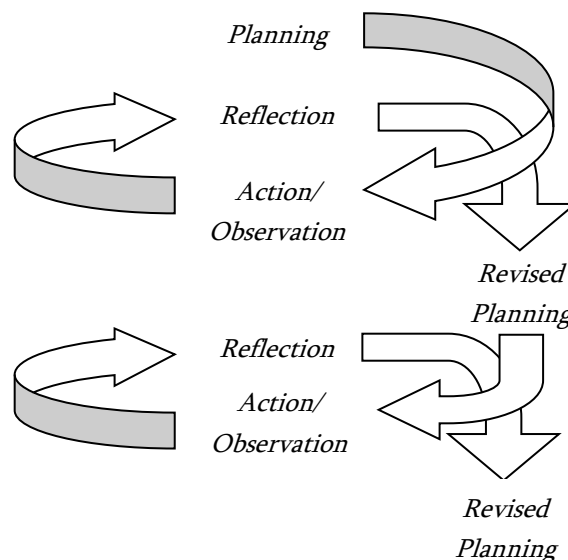 Planning
Reflection
Action/
Observation
Revised
Planning
Reflection
Action/
Observation
Revised
Planning